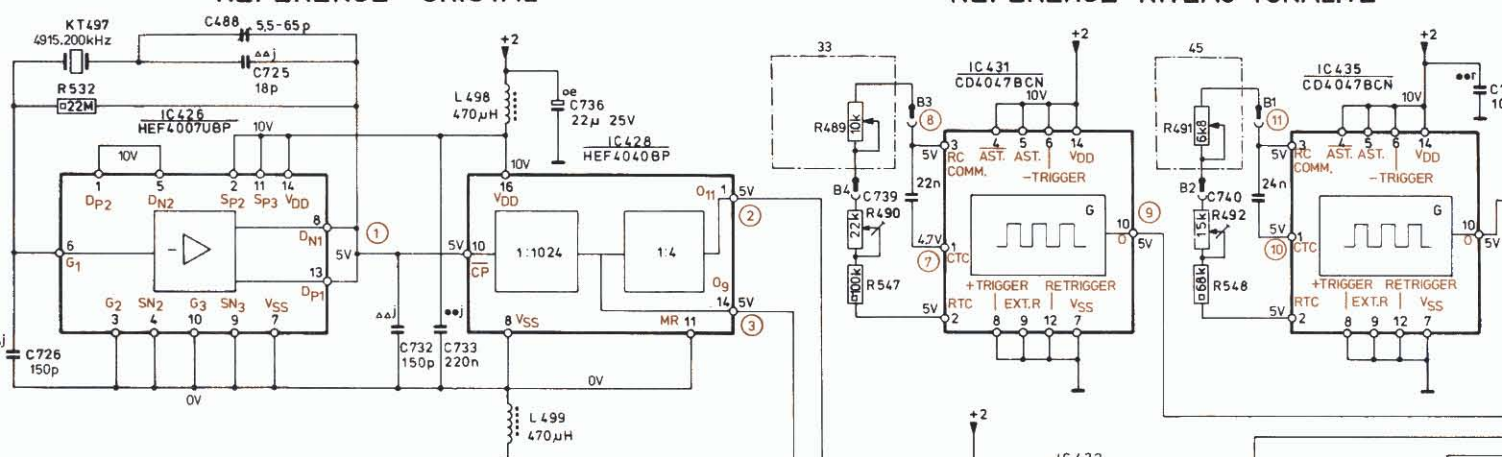 KT497
4915.200kHz
C488
5,5-65p
ΔΔj
C725
18p
R532
22M
IC426
HEF4007UBP
10V
10V
1
5
2
11
14
DP2
DN2
SP2
SP3
VDD
8
DN1
1
5V
6
G1
13
DP1
G2
SN2
G3
SN3
VSS
3
4
10
9
7
C726
150p
0V
+2
L498
470µH
oe
C736
22µ 25V
IC428
HEF4040BP
10V
16
VDD
O11
1
5V
2
5V
10
CP
1:1024
1:4
O9
14
5V
3
ΔΔj
C732
150p
C733
220n
8
VSS
MR
11
0V
L499
470µH
33
R489
10k
B3
8
B4
C739
22n
R490
22k
100k
R547
+2
IC431
CD4047BCN
10V
3
4
5
6
14
5V
RC
COMM.
AST.
AST.
VDD
-TRIGGER
G
10
O
5V
9
4.7V
1
7
CTC
+TRIGGER
RETRIGGER
RTC
EXT.R
VSS
5V
2
8
9
12
7
45
R491
6k8
B1
11
B2
C740
24n
R492
15k
68k
R548
+2
IC435
CD4047BCN
10V
3
4
5
6
14
5V
RC
COMM.
AST.
AST.
VDD
-TRIGGER
G
10
O
5V
5V
1
10
CTC
+TRIGGER
RETRIGGER
RTC
EXT.R
VSS
5V
2
8
9
12
7
+2